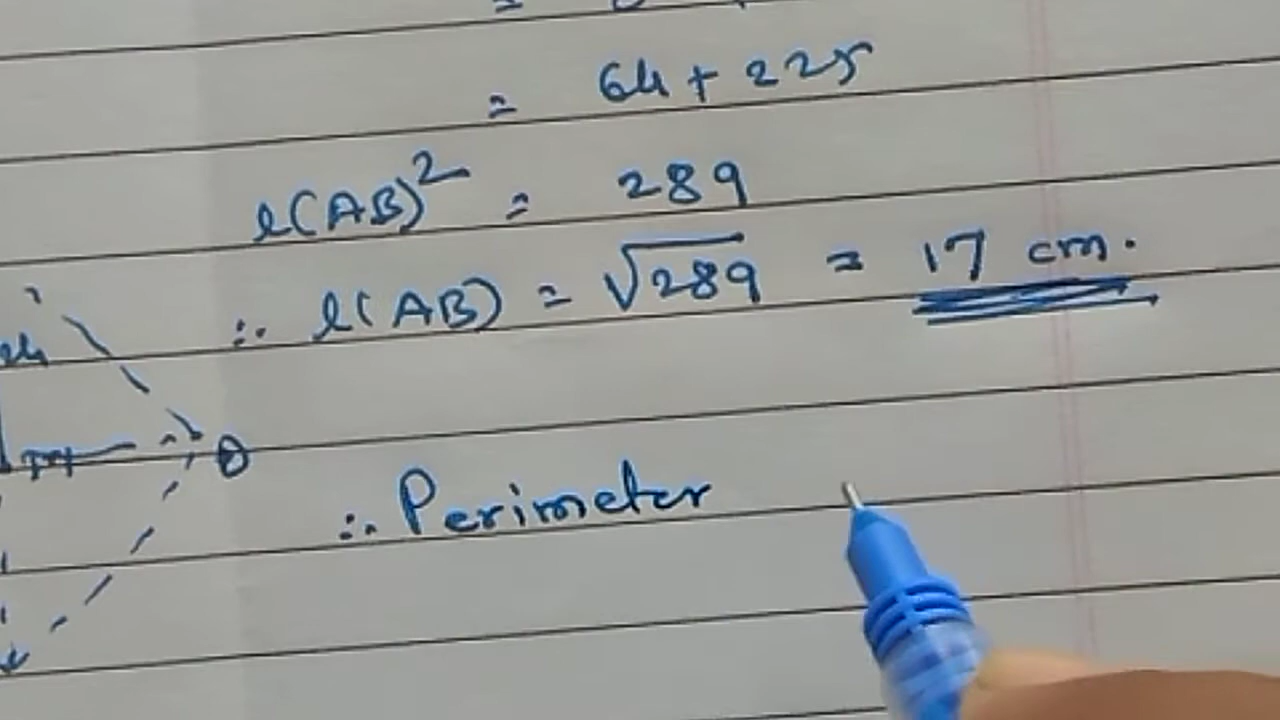 = 64 + 225
l(AB)² = 289
∴ l(AB) = √289 = 17 cm.
∴ Perimeter